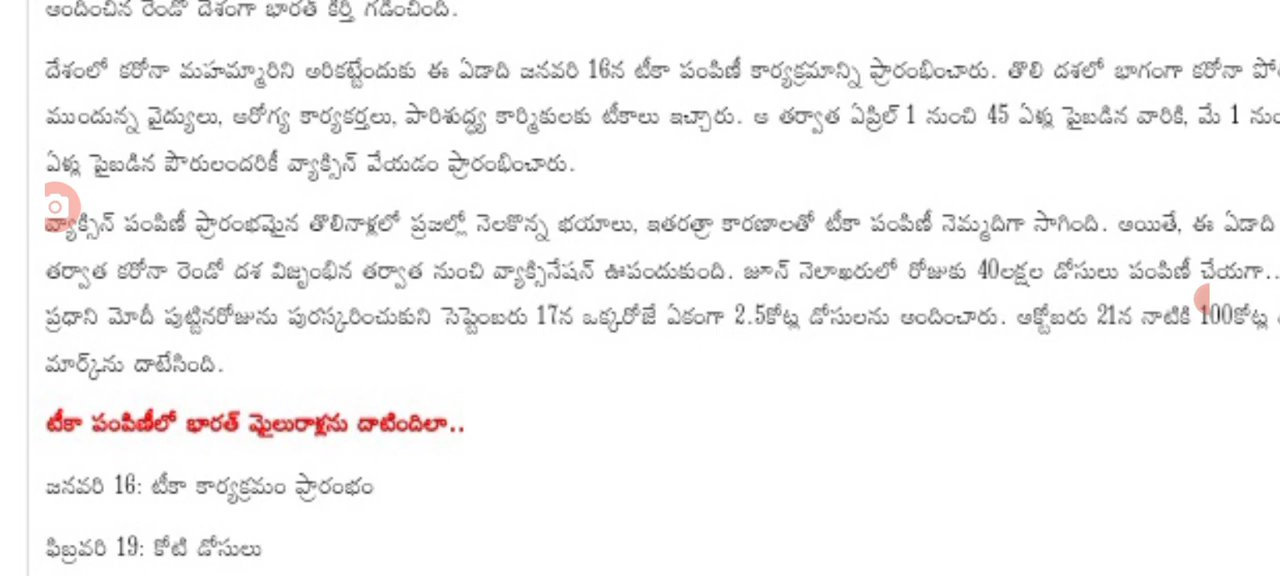 అందించిన రెండో దేశంగా భారత్ కీర్తి గడించింది.
దేశంలో కరోనా మహమ్మారిని అరికట్టేందుకు ఈ ఏడాది జనవరి 16న టీకా పంపిణీ కార్యక్రమాన్ని ప్రారంభించారు. తొలి దశలో భాగంగా కరోనా
ముందున్న వైద్యులు, ఆరోగ్య కార్యకర్తలు, పారిశుద్ధ్య కార్మికులకు టీకాలు ఇచ్చారు. ఆ తర్వాత ఏప్రిల్ 1 నుంచి 45 ఏళ్లు పైబడిన వారికి, మే 1
ఏళ్లు పైబడిన పౌరులందరికీ వ్యాక్సిన్ వేయడం ప్రారంభించారు.
వ్యాక్సిన్ పంపిణీ ప్రారంభమైన తొలినాళ్లలో ప్రజల్లో నెలకొన్న భయాలు, ఇతరత్రా కారణాలతో టీకా పంపిణీ నెమ్మదిగా సాగింది. అయితే, ఈ ఏడాది
తర్వాత కరోనా రెండో దశ విజృంభిన తర్వాత నుంచి వ్యాక్సినేషన్ ఊపందుకుంది. జూన్ నెలాఖరులో రోజుకు 40లక్షల డోసులు పంపిణీ చేయగా..
ప్రధాని మోదీ పుట్టినరోజును పురస్కరించుకుని సెప్టెంబరు 17న ఒక్కరోజే ఏకంగా 2.5కోట్ల డోసులను అందించారు. అక్టోబరు 21న నాటికి 100కోట్ల
మార్క్‌ను దాటేసింది.
టీకా పంపిణీలో భారత్ మైలురాళ్లను దాటిందిలా..
జనవరి 16: టీకా కార్యక్రమం ప్రారంభం
ఫిబ్రవరి 19: కోటి డోసులు